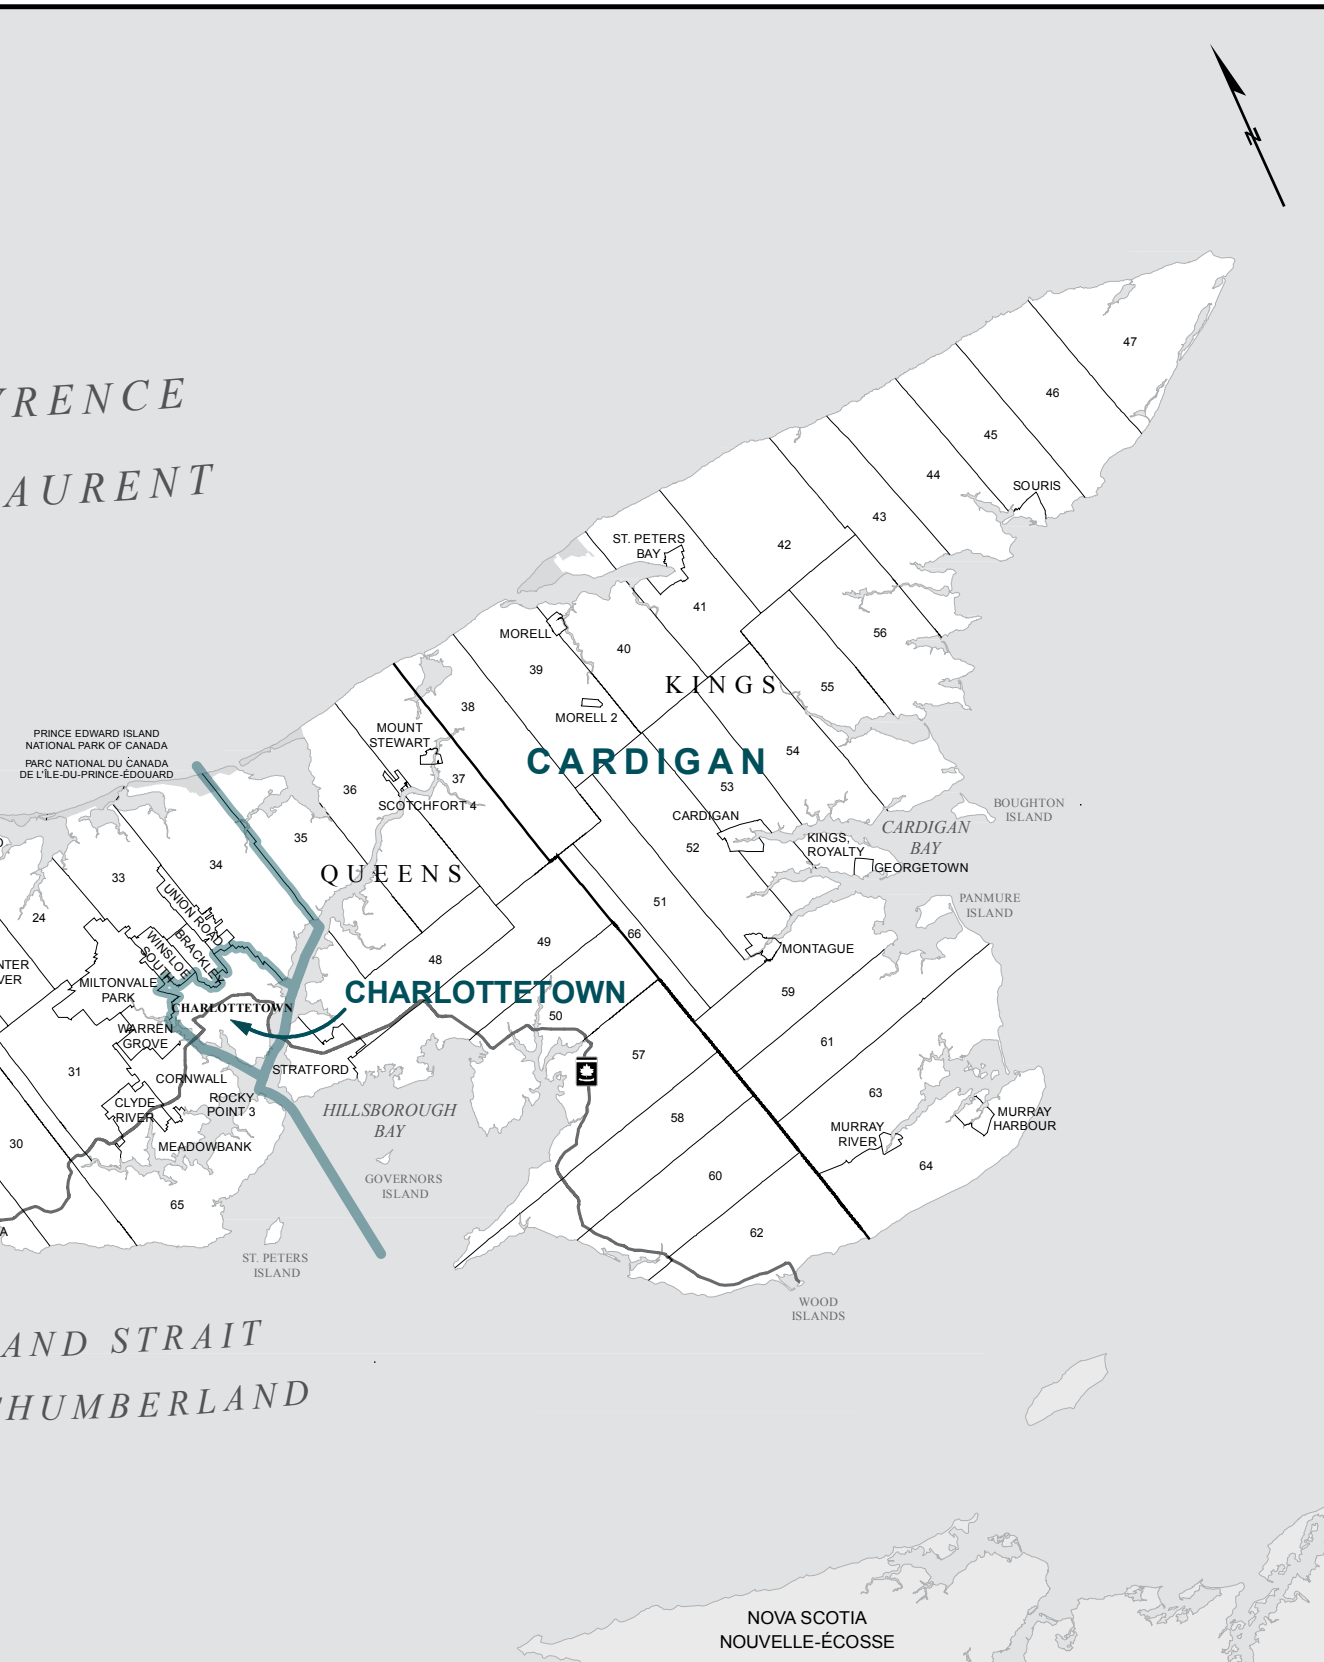 N
RENCE
AURENT
47
46
45
44
SOURIS
43
42
ST. PETERS
BAY
41
56
MORELL
40
39
KINGS
55
38
MORELL 2
MOUNT
STEWART
PRINCE EDWARD ISLAND
NATIONAL PARK OF CANADA
PARC NATIONAL DU CANADA
DE L'ÎLE-DU-PRINCE-ÉDOUARD
CARDIGAN
54
37
36
53
SCOTCHFORT 4
BOUGHTON
ISLAND
CARDIGAN
CARDIGAN
BAY
35
KINGS,
ROYALTY
52
34
GEORGETOWN
QUEENS
33
UNION ROAD
51
PANMURE
ISLAND
24
BRACKLEY
WINSLOE
SOUTH
66
49
MONTAGUE
48
NTER
VER
MILTONVALE
PARK
CHARLOTTETOWN
59
CHARLOTTETOWN
50
WARREN
GROVE
61
57
31
STRATFORD
CORNWALL
63
ROCKY
POINT 3
CLYDE
RIVER
HILLSBOROUGH
BAY
58
MURRAY
HARBOUR
MURRAY
RIVER
30
MEADOWBANK
64
60
GOVERNORS
ISLAND
65
62
A
ST. PETERS
ISLAND
WOOD
ISLANDS
AND STRAIT
HUMBERLAND
NOVA SCOTIA
NOUVELLE-ÉCOSSE